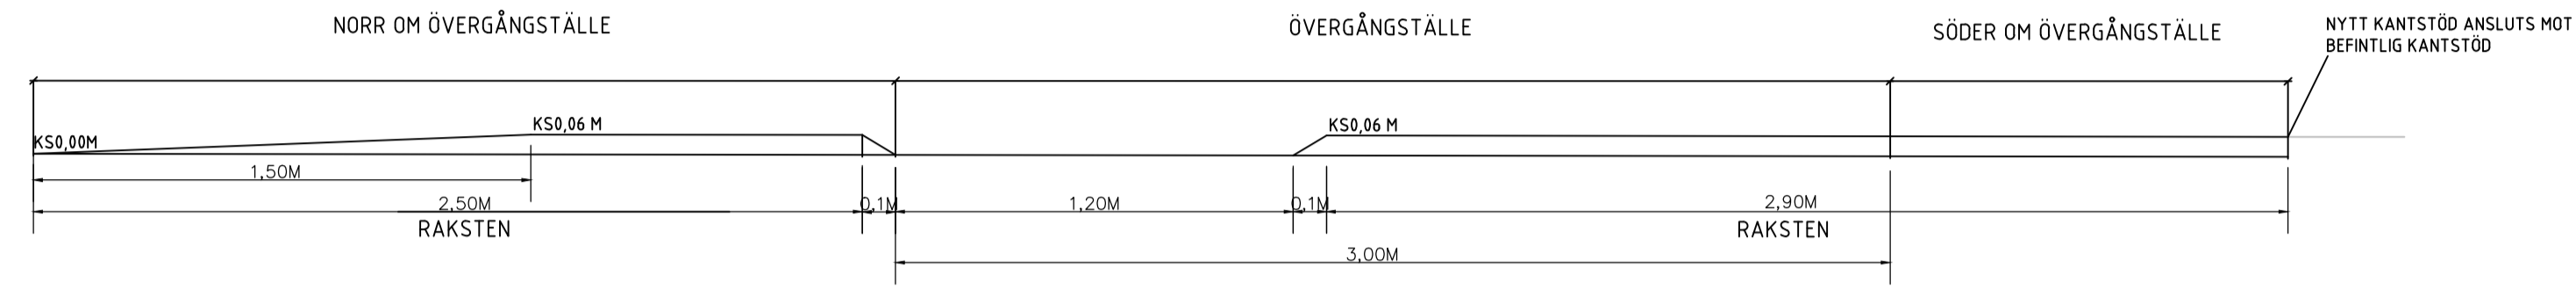 NORR OM ÖVERGÅNGSTÄLLE
ÖVERGÅNGSTÄLLE
SÖDER OM ÖVERGÅNGSTÄLLE
NYTT KANTSTÖD ANSLUTS MOT
BEFINTLIG KANTSTÖD
KS0,00M
KS0,06 M
KS0,06 M
1,50M
2,50M
0,1M
1,20M
0,1M
2,90M
RAKSTEN
RAKSTEN
3,00M